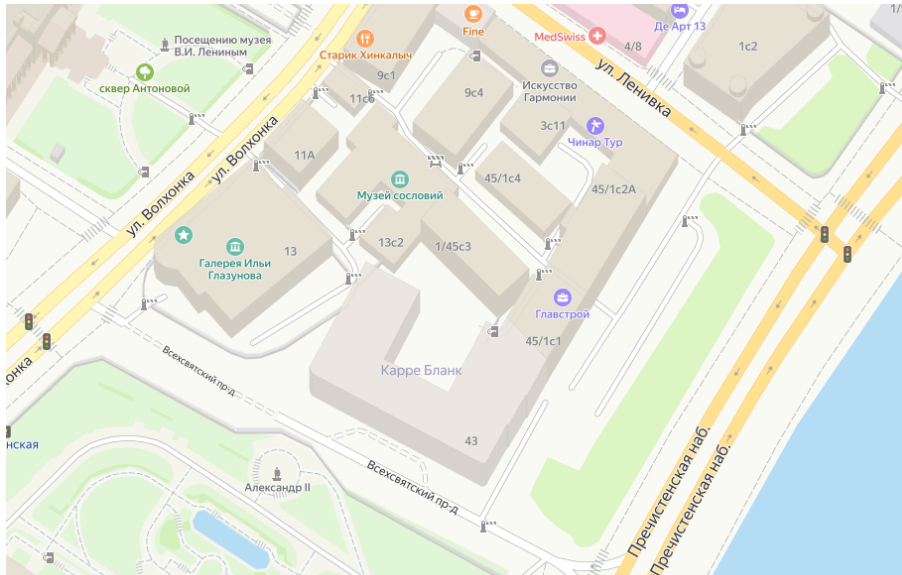 Посещению музея
В.И. Лениным
сквер Антоновой
Старик Хинкалыч
9с1
11с6
Fine
MedSwiss
4/8
Де Арт 13
1с2
ул. Ленивка
Искусство
Гармонии
9с4
3с11
Чинар Тур
ул. Волхонка
ул. Волхонка
11А
Музей сословий
45/1с4
45/1с2А
13
Галерея Ильи
Глазунова
13с2
1/45с3
Главстрой
45/1с1
Всехсвятский пр-д
Карре Бланк
43
нская
Александр II
Всехсвятский пр-д
Пречистенская наб.
Пречистенская наб.